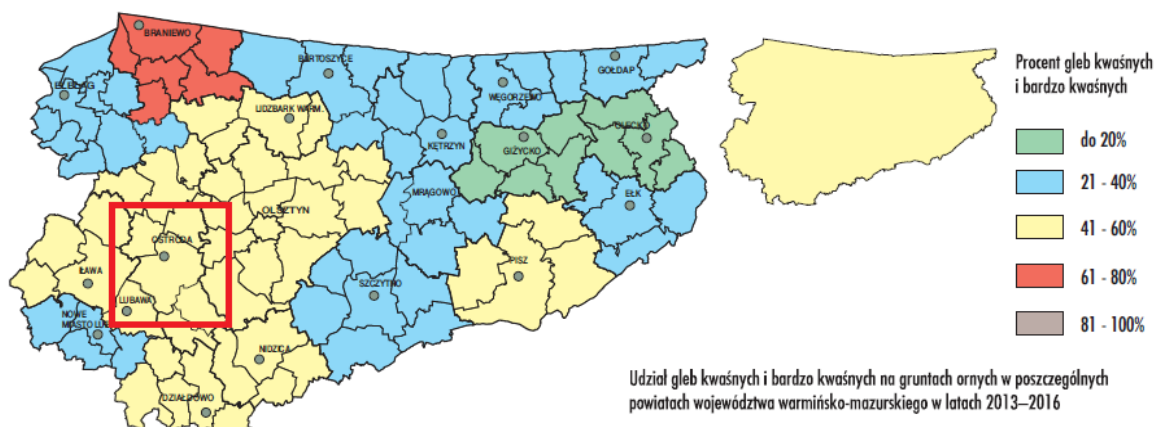 BRANIEWO
BARTOSZYCE
GOŁDAP
ELBLĄG
WĘGORZEWO
LIDZBARK WARM.
OLECKO
KĘTRZYN
GIŻYCKO
MRĄGOWO
EŁK
OLSZTYN
OSTRÓDA
PISZ
IŁAWA
SZCZYTNO
LUBAWA
NOWE
MIASTO LUB.
NIDZICA
DZIAŁDOWO
Procent gleb kwaśnych
i bardzo kwaśnych
do 20%
21 - 40%
41 - 60%
61 - 80%
81 - 100%
Udział gleb kwaśnych i bardzo kwaśnych na gruntach ornych w poszczególnych
powiatach województwa warmińsko-mazurskiego w latach 2013–2016